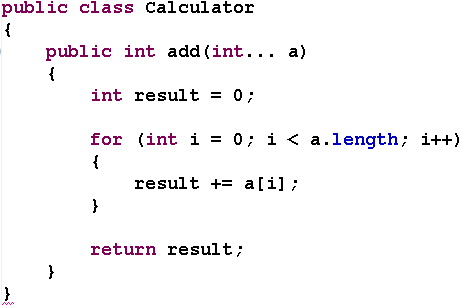 public class Calculator
{
    public int add(int... a)
    {
        int result = 0;

        for (int i = 0; i < a.length; i++)
        {
            result += a[i];
        }

        return result;
    }
}